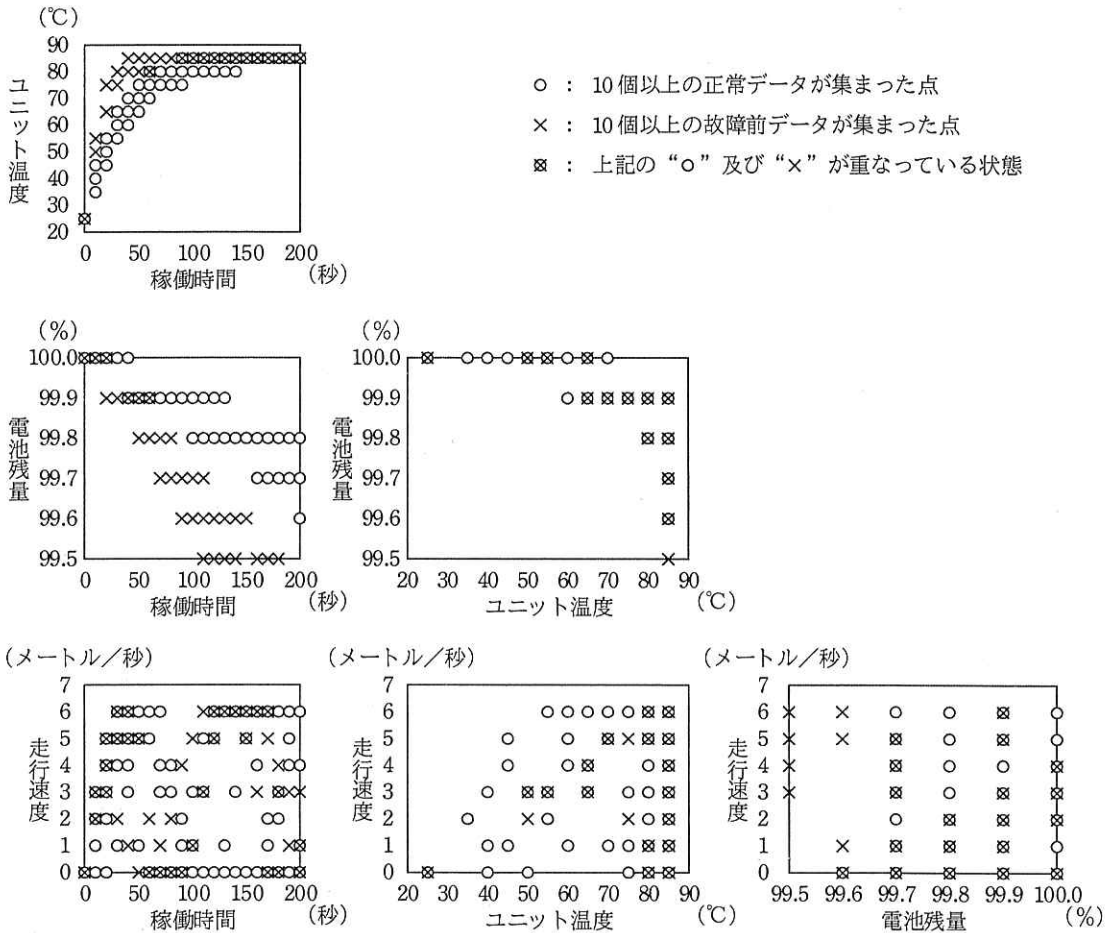 (℃)
ユニット温度
90
80
70
60
50
40
30
20
0 50 100 150 200
稼働時間 (秒)
○ : 10個以上の正常データが集まった点
× : 10個以上の故障前データが集まった点
⊗ : 上記の“○”及び“×”が重なっている状態
(%)
電池残量
100.0
99.9
99.8
99.7
99.6
99.5
0 50 100 150 200
稼働時間 (秒)
(%)
電池残量
100.0
99.9
99.8
99.7
99.6
99.5
20 30 40 50 60 70 80 90
ユニット温度 (℃)
(メートル/秒)
走行速度
7
6
5
4
3
2
1
0
0 50 100 150 200
稼働時間 (秒)
(メートル/秒)
走行速度
7
6
5
4
3
2
1
0
20 30 40 50 60 70 80 90
ユニット温度 (℃)
(メートル/秒)
走行速度
7
6
5
4
3
2
1
0
99.5 99.6 99.7 99.8 99.9 100.0
電池残量 (%)